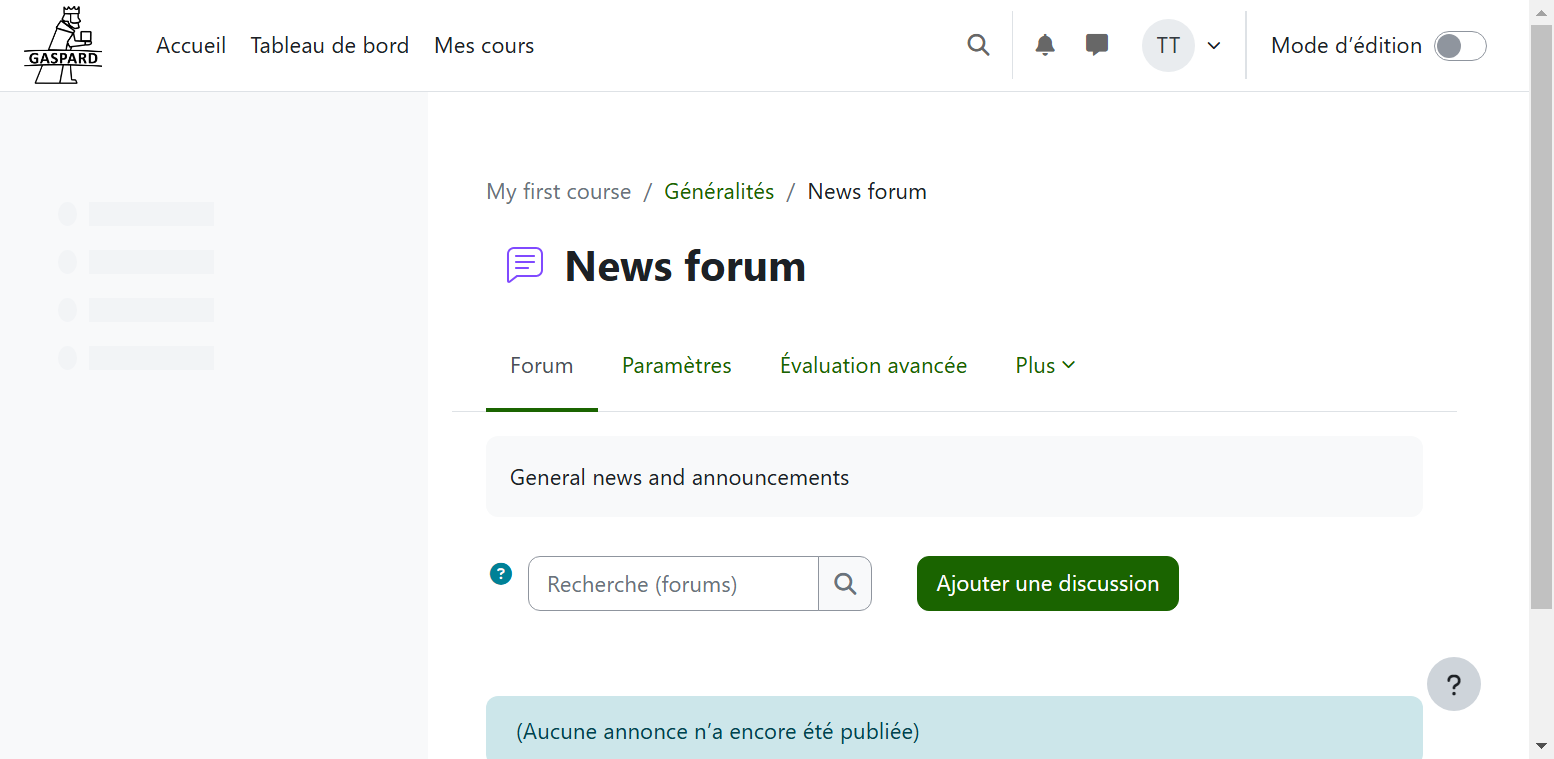 GASPARD
Accueil Tableau de bord Mes cours
TT
Mode d’édition
My first course / Généralités / News forum
News forum
Forum Paramètres Évaluation avancée Plus
General news and announcements
? Recherche (forums) Ajouter une discussion
?
(Aucune annonce n’a encore été publiée)